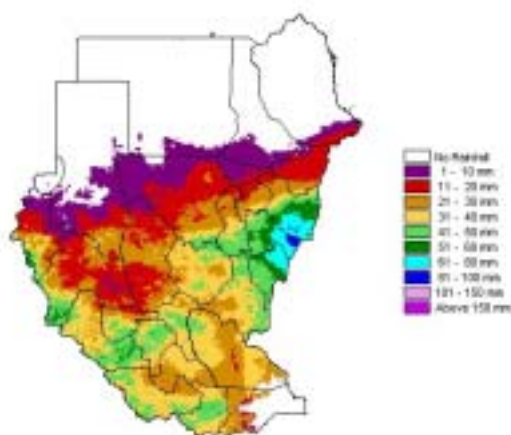 No Rainfall
1 - 10 mm
11 - 20 mm
21 - 30 mm
31 - 40 mm
41 - 50 mm
51 - 60 mm
61 - 80 mm
81 - 100 mm
101 - 150 mm
Above 150 mm